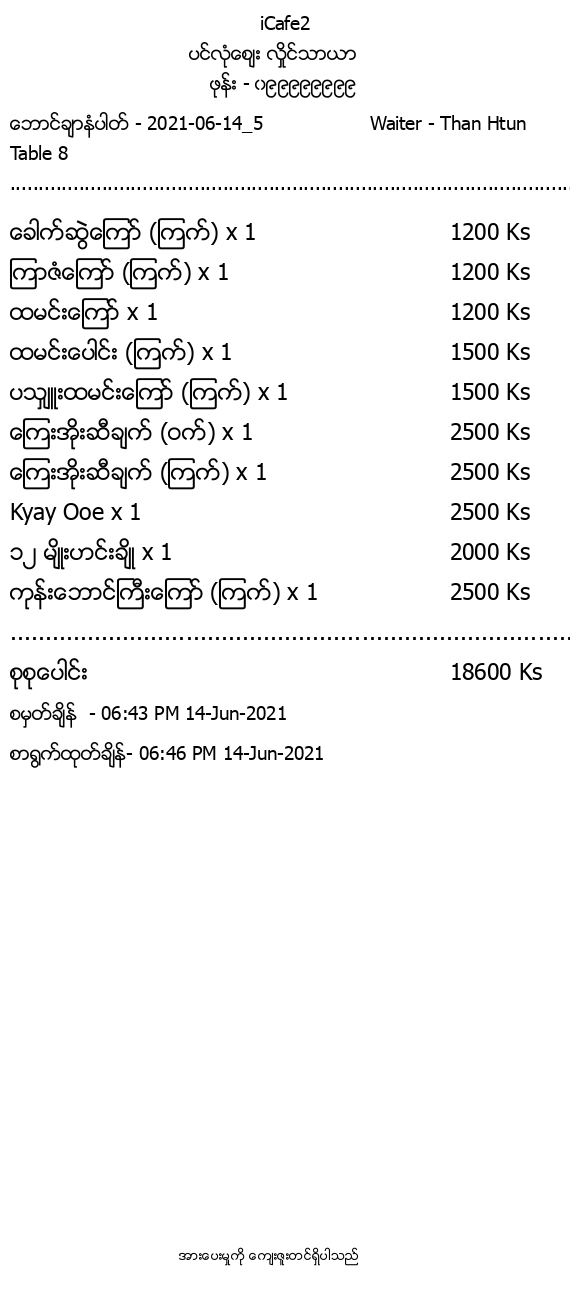 iCafe2
ပင်လုံဈေး လှိုင်သာယာ
ဖုန်း - ၀၉၉၉၉၉၉၉၉
ဘောင်ချာနံပါတ် - 2021-06-14_5 Waiter - Than Htun
Table 8
ခေါက်ဆွဲကြော် (ကြက်) x 1 1200 Ks
ကြာဇံကြော် (ကြက်) x 1 1200 Ks
ထမင်းကြော် x 1 1200 Ks
ထမင်းပေါင်း (ကြက်) x 1 1500 Ks
ပသျှူးထမင်းကြော် (ကြက်) x 1 1500 Ks
ကြေးအိုးဆီချက် (ဝက်) x 1 2500 Ks
ကြေးအိုးဆီချက် (ကြက်) x 1 2500 Ks
Kyay Ooe x 1 2500 Ks
၁၂ မျိုးဟင်းချို x 1 2000 Ks
ကုန်းဘောင်ကြီးကြော် (ကြက်) x 1 2500 Ks
စုစုပေါင်း 18600 Ks
စမှတ်ချိန် - 06:43 PM 14-Jun-2021
စာရွက်ထုတ်ချိန်- 06:46 PM 14-Jun-2021
အားပေးမှုကို ကျေးဇူးတင်ရှိပါသည်